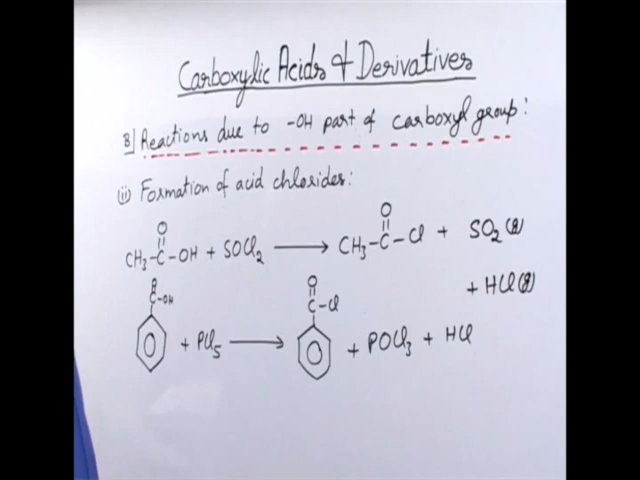 Carboxylic Acids & Derivatives
B] Reactions due to -OH part of carboxyl group:
(ii) Formation of acid chlorides:
O O
CH3-C-OH + SOCl2 → CH3-C-Cl + SO2(g)
+ HCl(g)
O O
C-OH C-Cl
+ PCl5 → + POCl3 + HCl